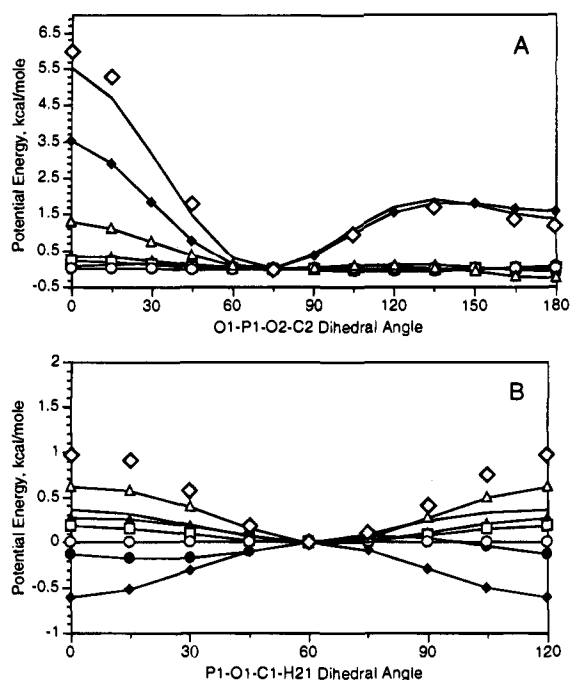 A
Potential Energy, kcal/mole
6.5
5.5
4.5
3.5
2.5
1.5
0.5
-0.5
0 30 60 90 120 150 180
O1-P1-O2-C2 Dihedral Angle
B
Potential Energy, kcal/mole
2
1.5
1
0.5
0
-0.5
-1
0 30 60 90 120
P1-O1-C1-H21 Dihedral Angle